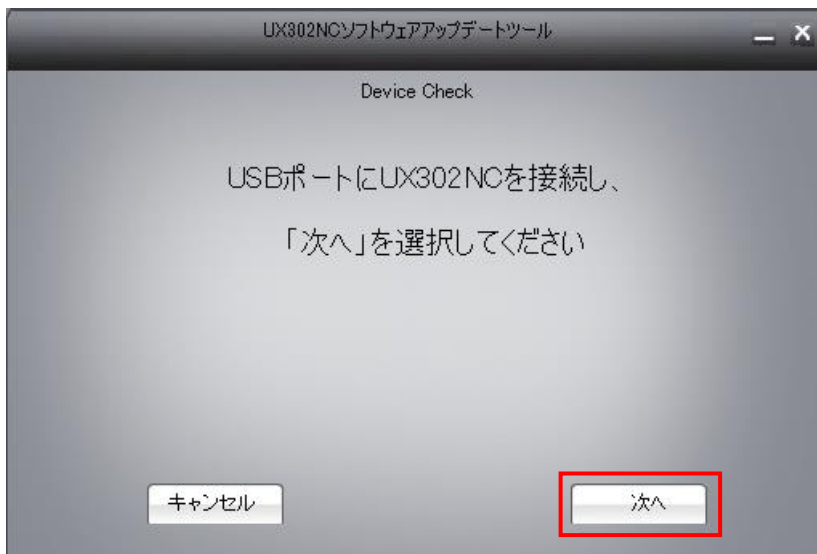 UX302NCソフトウェアアップデートツール
Device Check
USBポートにUX302NCを接続し、
「次へ」を選択してください
キャンセル
次へ